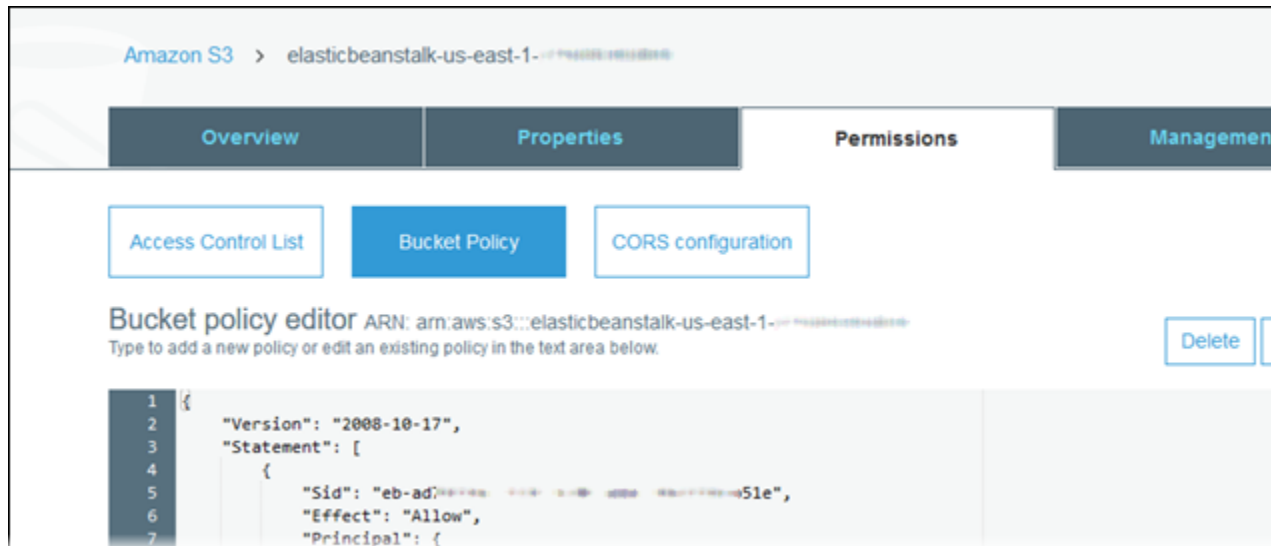 Amazon S3 > elasticbeanstalk-us-east-1-
Overview Properties Permissions Managemen
Access Control List Bucket Policy CORS configuration
Bucket policy editor ARN: arn:aws:s3:::elasticbeanstalk-us-east-1-
Type to add a new policy or edit an existing policy in the text area below.
Delete
1 {
2 "Version": "2008-10-17",
3 "Statement": [
4 {
5 "Sid": "eb-ad 51e",
6 "Effect": "Allow",
7 "Principal": {